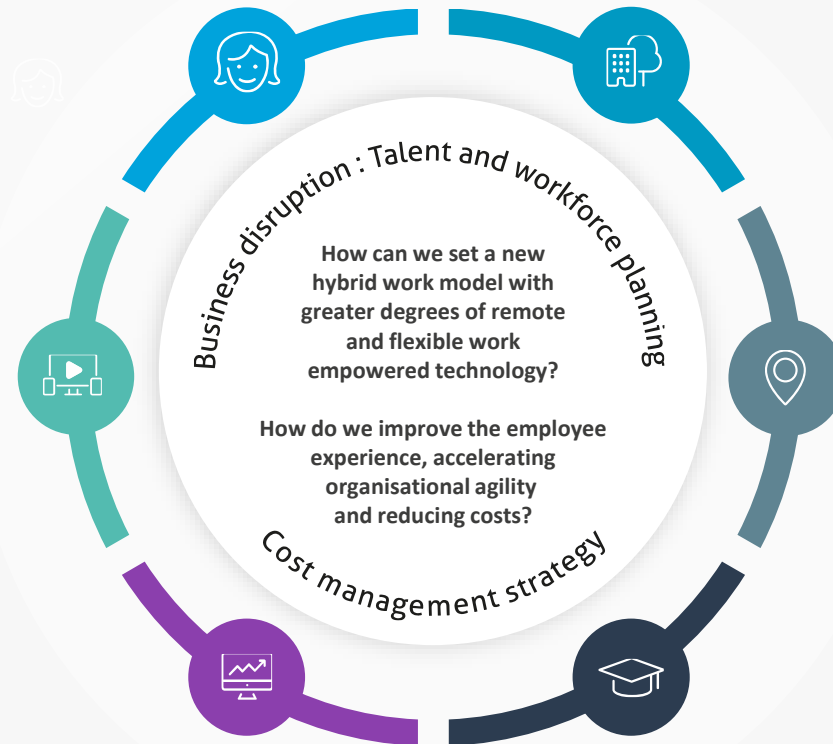 Business disruption : Talent and workforce planning
How can we set a new
hybrid work model with
greater degrees of remote
and flexible work
empowered technology?
How do we improve the employee
experience, accelerating
organisational agility
and reducing costs?
Cost management strategy